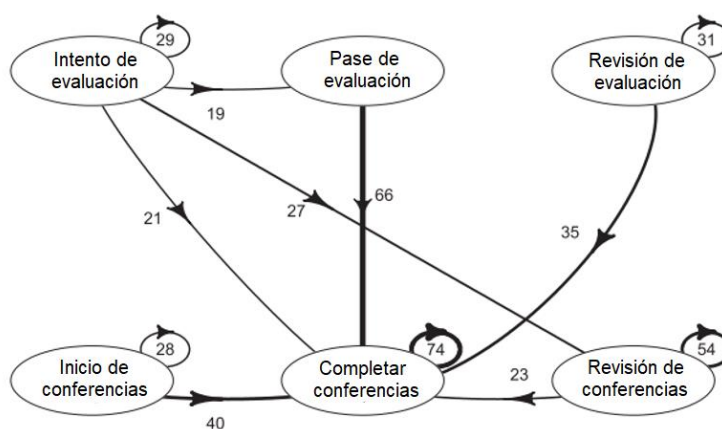 29
Intento de
evaluación
Pase de
evaluación
31
Revisión de
evaluación
19
21
27
66
35
28
Inicio de
conferencias
40
Completar
conferencias
74
23
54
Revisión de
conferencias